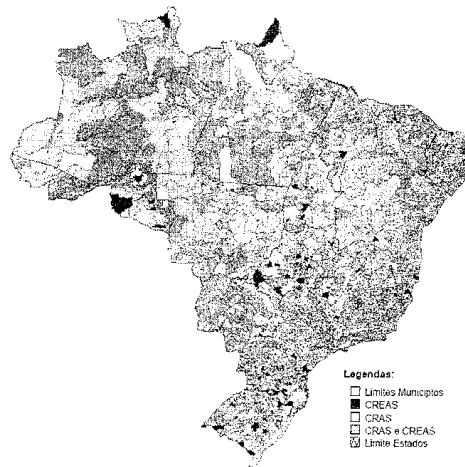 Legendas:
Limites Municipios
CREAS
CRAS
CRAS e CREAS
Limite Estados